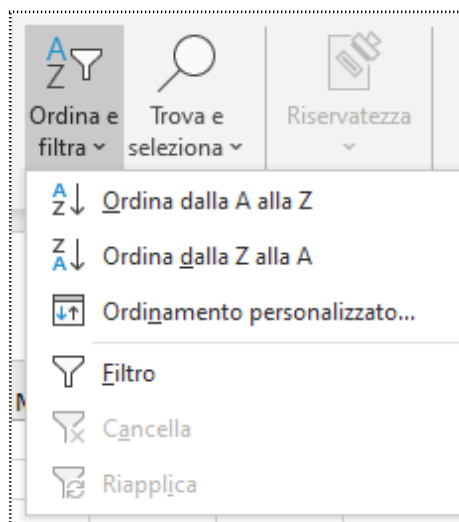 Ordina e
filtra
Trova e
seleziona
Riservatezza
Ordina dalla A alla Z
Ordina dalla Z alla A
Ordinamento personalizzato...
Filtro
Cancella
Riapplica